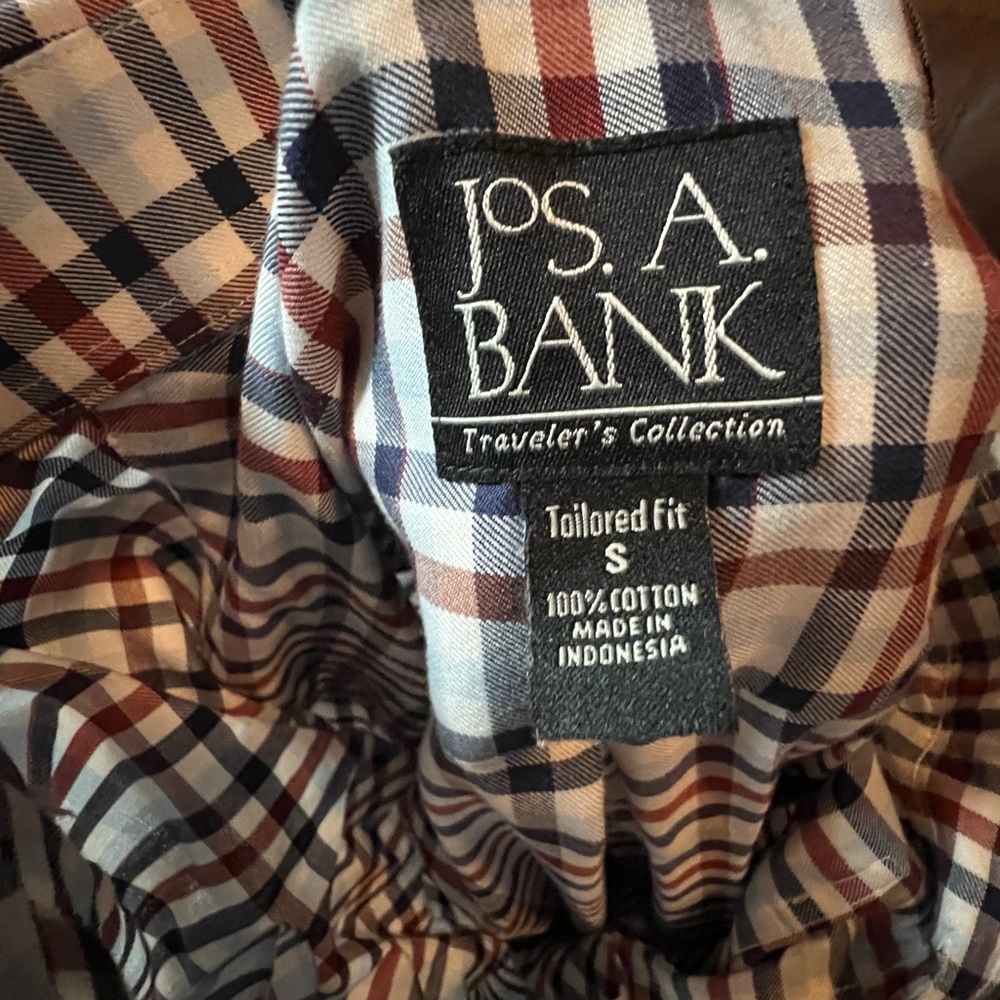 JOS. A.
BANK
Traveler's Collection
Tailored Fit
S
100% COTTON
MADE IN
INDONESIA